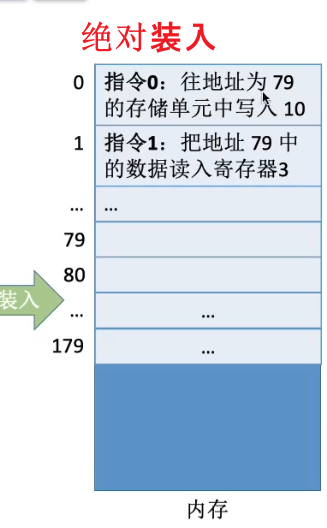 绝对装入
0
指令0：往地址为 79
的存储单元中写入 10
1
指令1：把地址 79 中
的数据读入寄存器3
... ...
79
80
装入
... ...
179 ...
内存